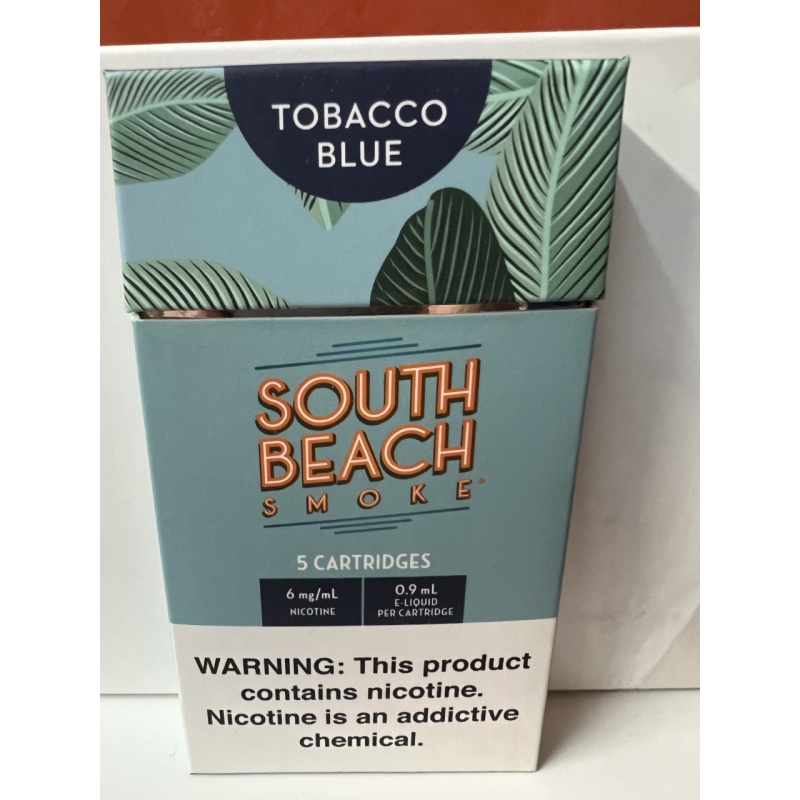 TOBACCO
BLUE
SOUTH
BEACH
SMOKE
5 CARTRIDGES
6 mg/mL
NICOTINE
0.9 mL
E-LIQUID
PER CARTRIDGE
WARNING: This product
contains nicotine.
Nicotine is an addictive
chemical.